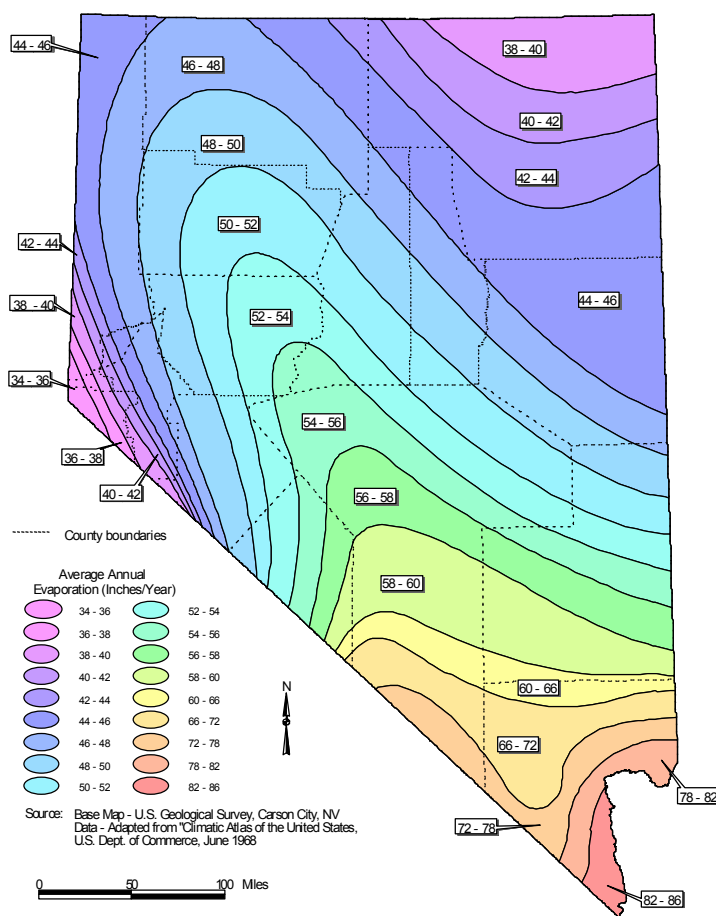 44 - 46
38 - 40
46 - 48
40 - 42
48 - 50
42 - 44
50 - 52
42 - 44
44 - 46
38 - 40
52 - 54
34 - 36
54 - 56
36 - 38
40 - 42
56 - 58
County boundaries
58 - 60
Average Annual
Evaporation (Inches/Year)
34 - 36
52 - 54
36 - 38
54 - 56
38 - 40
56 - 58
40 - 42
58 - 60
42 - 44
60 - 66
44 - 46
66 - 72
46 - 48
72 - 78
48 - 50
78 - 82
50 - 52
82 - 86
N
60 - 66
66 - 72
78 - 82
72 - 78
82 - 86
Source: Base Map - U.S. Geological Survey, Carson City, NV
Data - Adapted from "Climatic Atlas of the United States,
U.S. Dept. of Commerce, June 1968
0 50 100 Miles